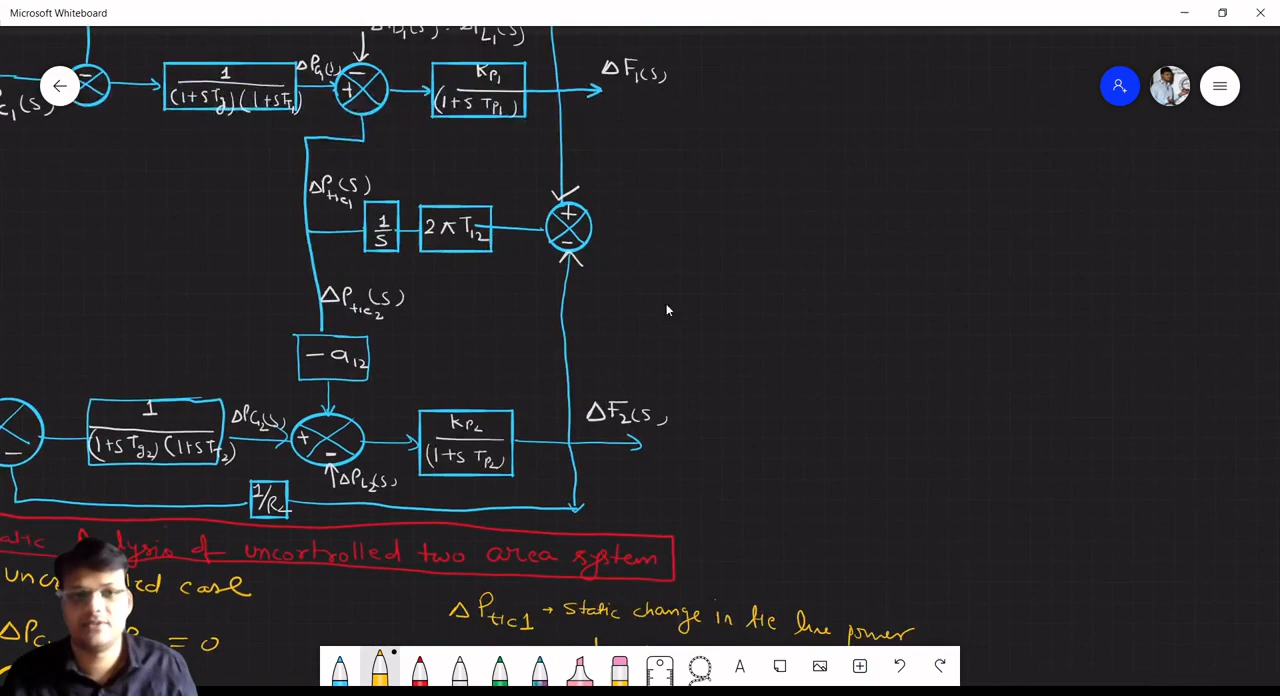 Microsoft Whiteboard
ΔPG1(s)
ΔF1(s)
1
(1+sTg)(1+sT1)
KP1
(1+s TP1)
C1(s)
ΔPtie1(s)
1/s
2πT12
ΔPtie2(s)
-a12
ΔF2(s)
1
(1+sTg2)(1+sT2)
ΔPG2(s)
KP2
(1+s TP2)
ΔPL2(s)
of uncontrolled two area system
case
ΔPtie1 → static change in tie line power
ΔPC
= 0
A